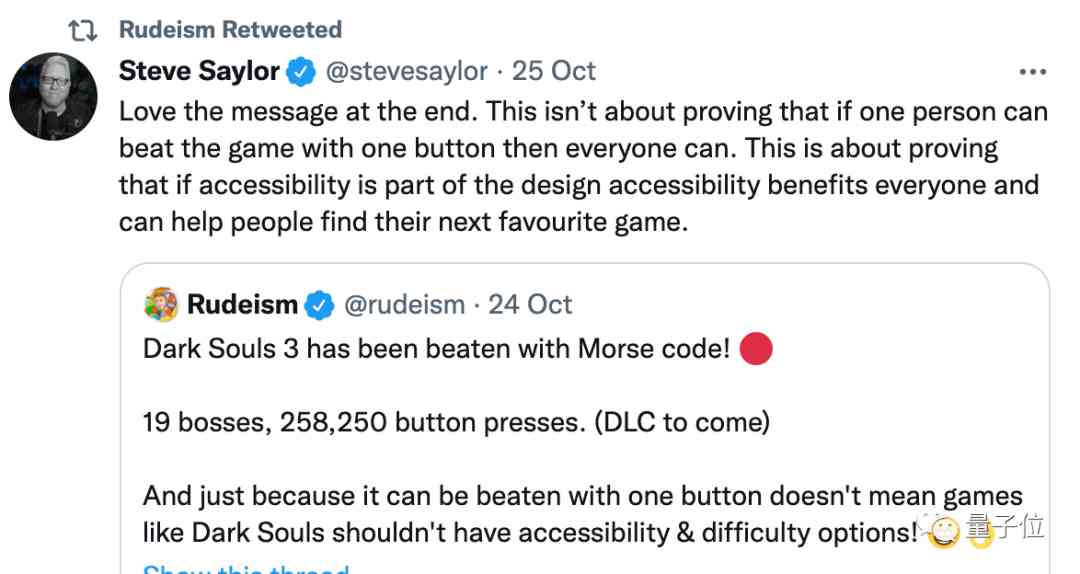 Rudeism Retweeted
Steve Saylor @stevesaylor · 25 Oct
Love the message at the end. This isn’t about proving that if one person can
beat the game with one button then everyone can. This is about proving
that if accessibility is part of the design accessibility benefits everyone and
can help people find their next favourite game.
Rudeism @rudeism · 24 Oct
Dark Souls 3 has been beaten with Morse code! 🔴
19 bosses, 258,250 button presses. (DLC to come)
And just because it can be beaten with one button doesn't mean games
like Dark Souls shouldn't have accessibility & difficulty options!
量子位
Show this thread